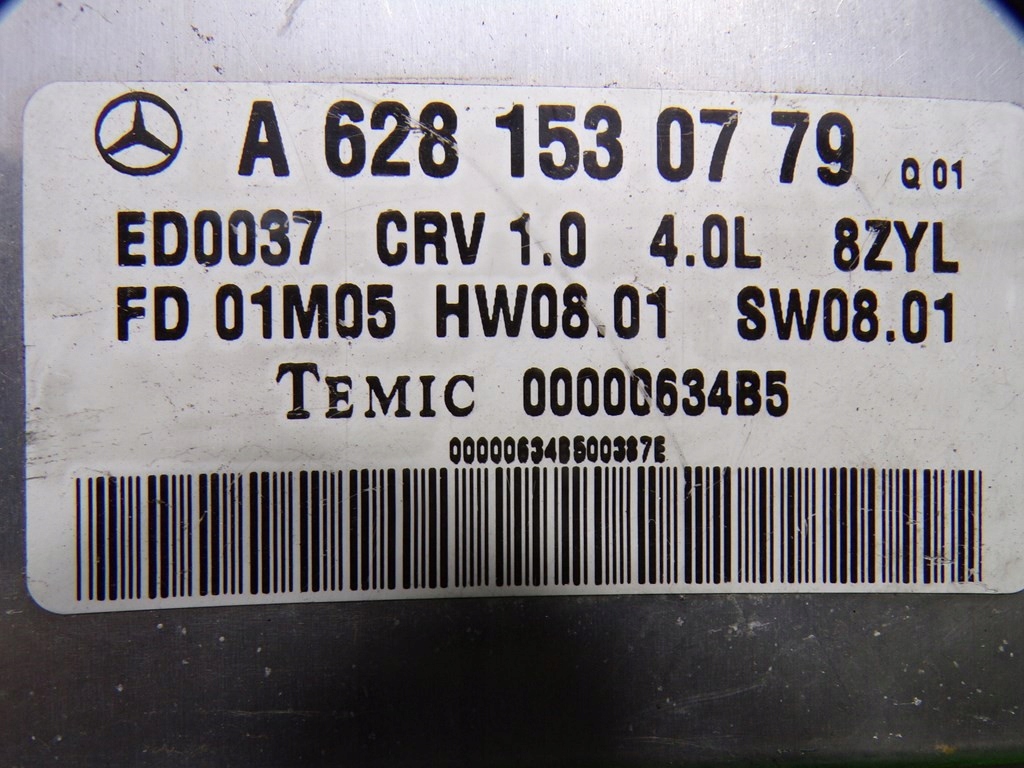 A 628 153 07 79 Q 01
ED0037 CRV 1.0 4.0L 8ZYL
FD 01M05 HW08.01 SW08.01
TEMIC 00000634B5
00000634B500387E